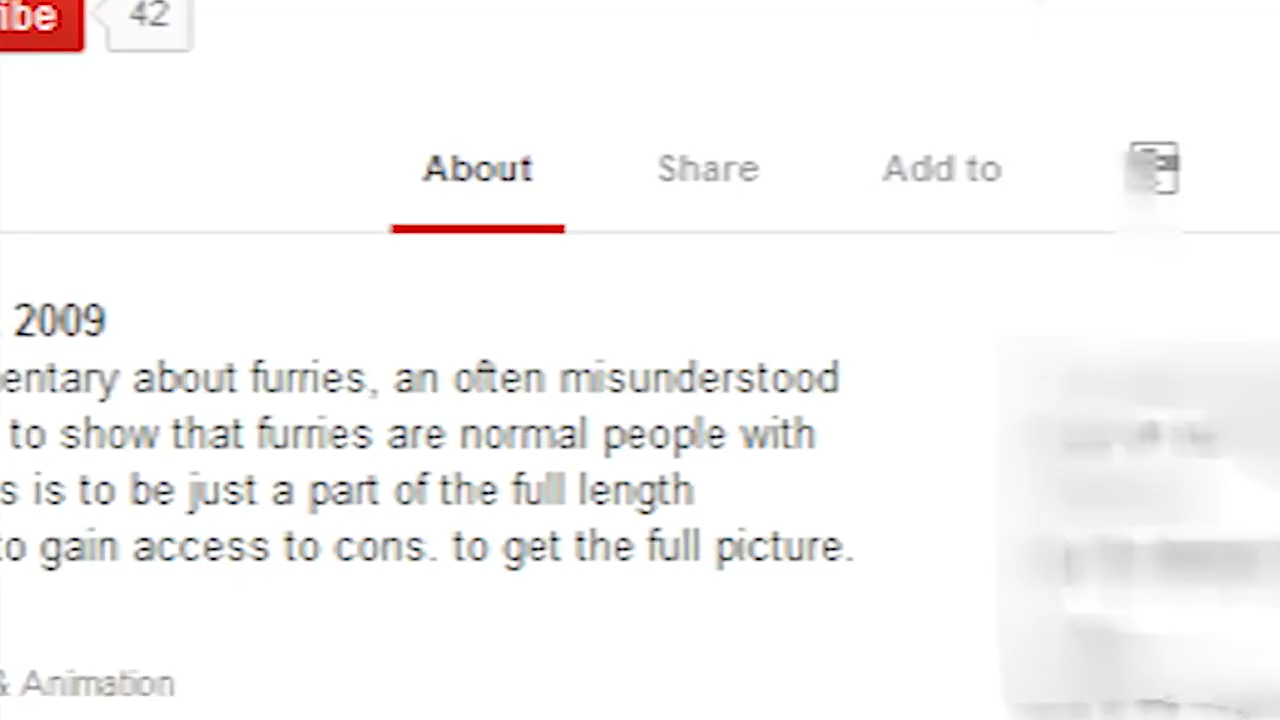 ibe 42
About Share Add to
2009
entary about furries, an often misunderstood
to show that furries are normal people with
s is to be just a part of the full length
to gain access to cons. to get the full picture.
& Animation